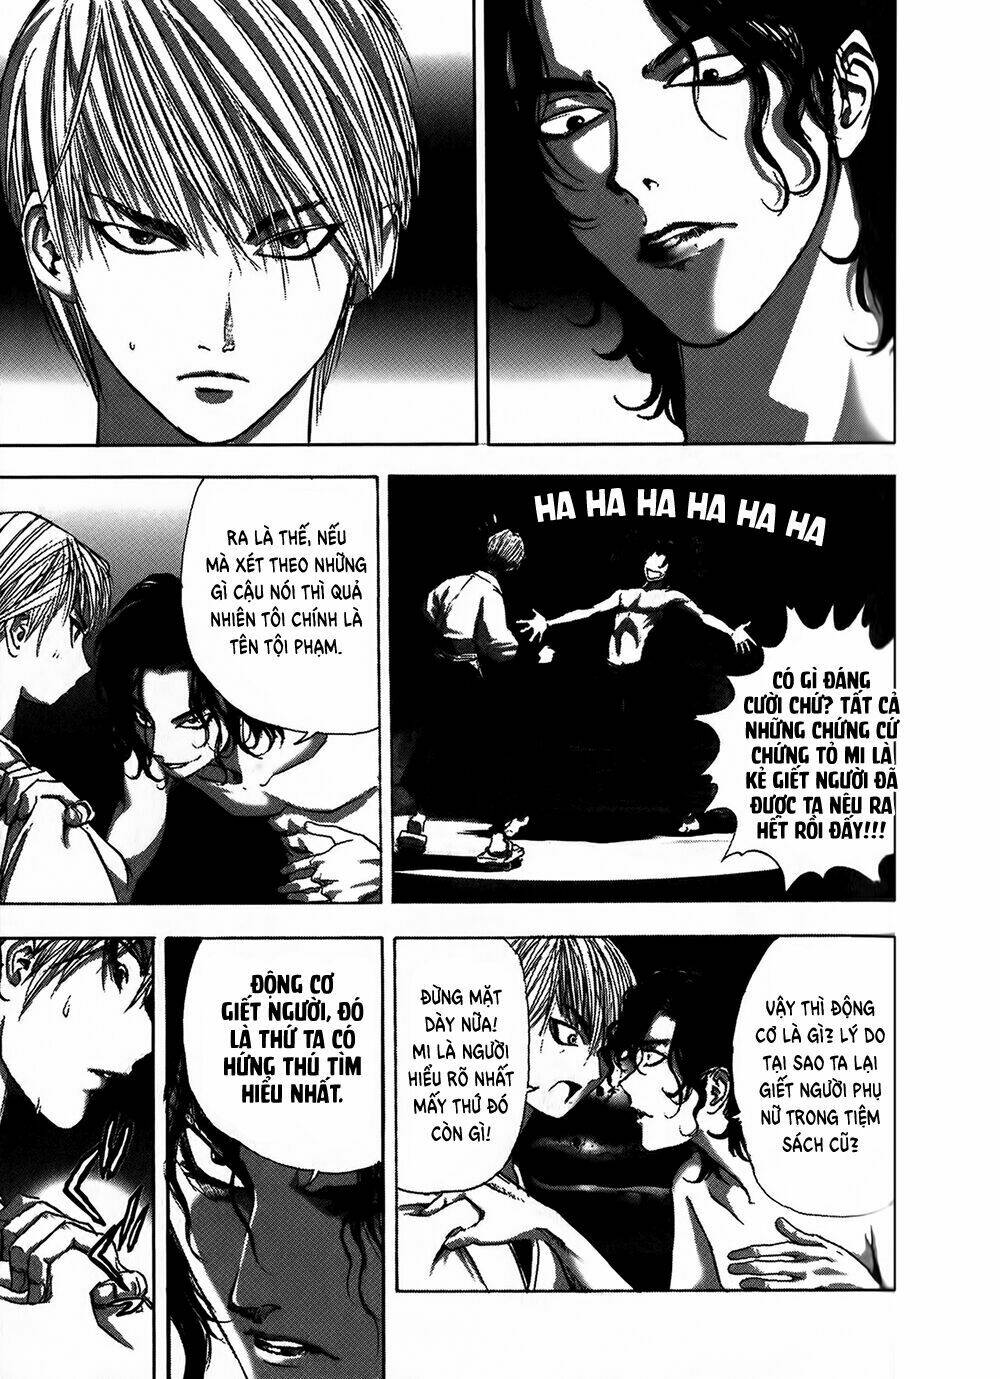 HA HA HA HA HA HA
CÓ GÌ ĐÁNG
CƯỜI CHỨ? TẤT CẢ
NHỮNG CHỨNG CỨ
CHỨNG TỎ MI LÀ
KẺ GIẾT NGƯỜI ĐÃ
ĐƯỢC TA NÊU RA
HẾT RỒI ĐẤY!!!
RA LÀ THẾ, NẾU
MÀ XÉT THEO NHỮNG
GÌ CẬU NÓI THÌ QUẢ
NHIÊN TÔI CHÍNH LÀ
TÊN TỘI PHẠM.
VẬY THÌ ĐỘNG
CƠ LÀ GÌ? LÝ DO
TẠI SAO TA LẠI
GIẾT NGƯỜI PHỤ
NỮ TRONG TIỆM
SÁCH CŨ?
ĐỪNG MẶT
DÀY NỮA!
MI LÀ NGƯỜI
HIỂU RÕ NHẤT
MẤY THỨ ĐÓ
CÒN GÌ!
ĐỘNG CƠ
GIẾT NGƯỜI, ĐÓ
LÀ THỨ TA CÓ
HỨNG THÚ TÌM
HIỂU NHẤT.